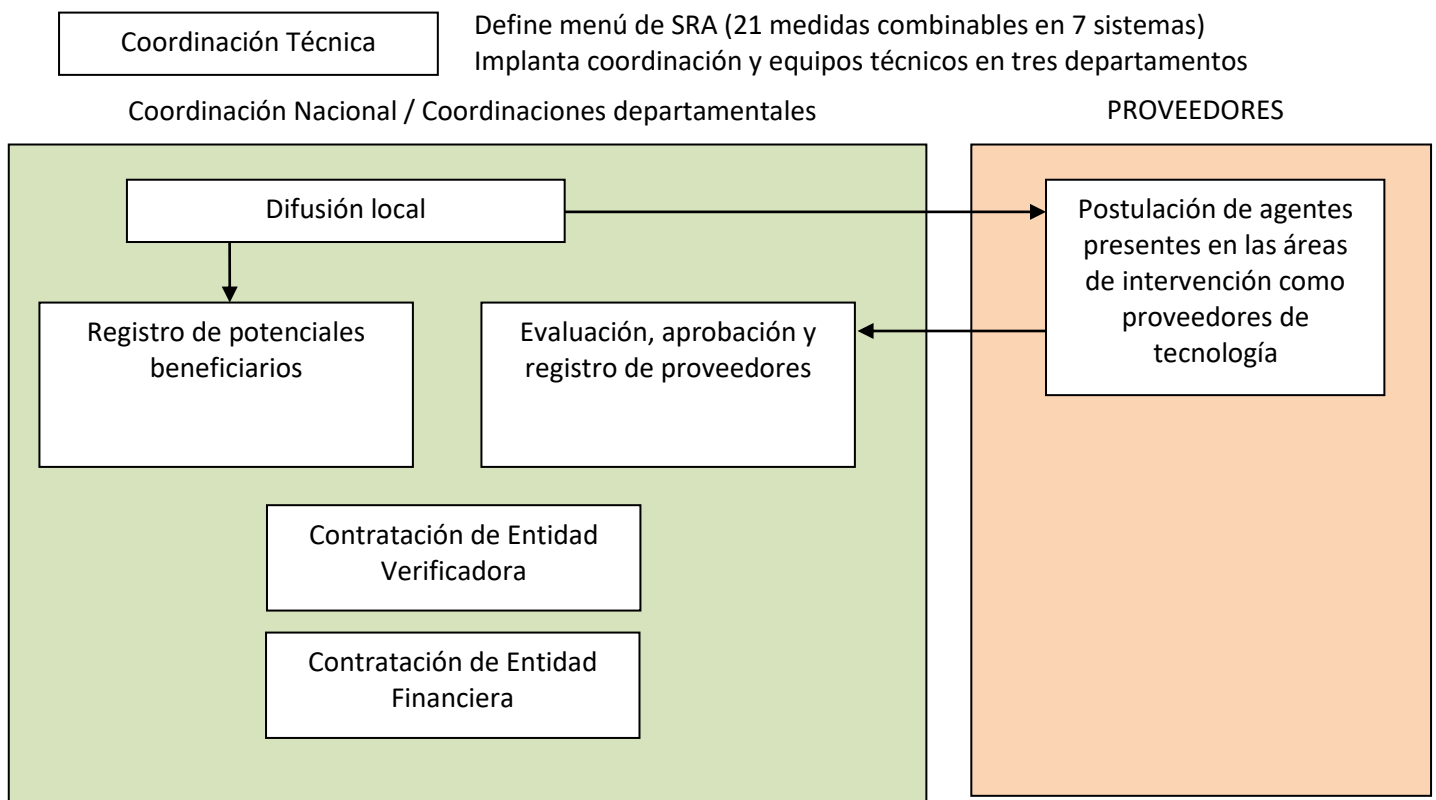 Coordinación Técnica
Define menú de SRA (21 medidas combinables en 7 sistemas)
Implanta coordinación y equipos técnicos en tres departamentos
Coordinación Nacional / Coordinaciones departamentales
PROVEEDORES
Difusión local
Postulación de agentes
presentes en las áreas
de intervención como
proveedores de
tecnología
Registro de potenciales
beneficiarios
Evaluación, aprobación y
registro de proveedores
Contratación de Entidad
Verificadora
Contratación de Entidad
Financiera